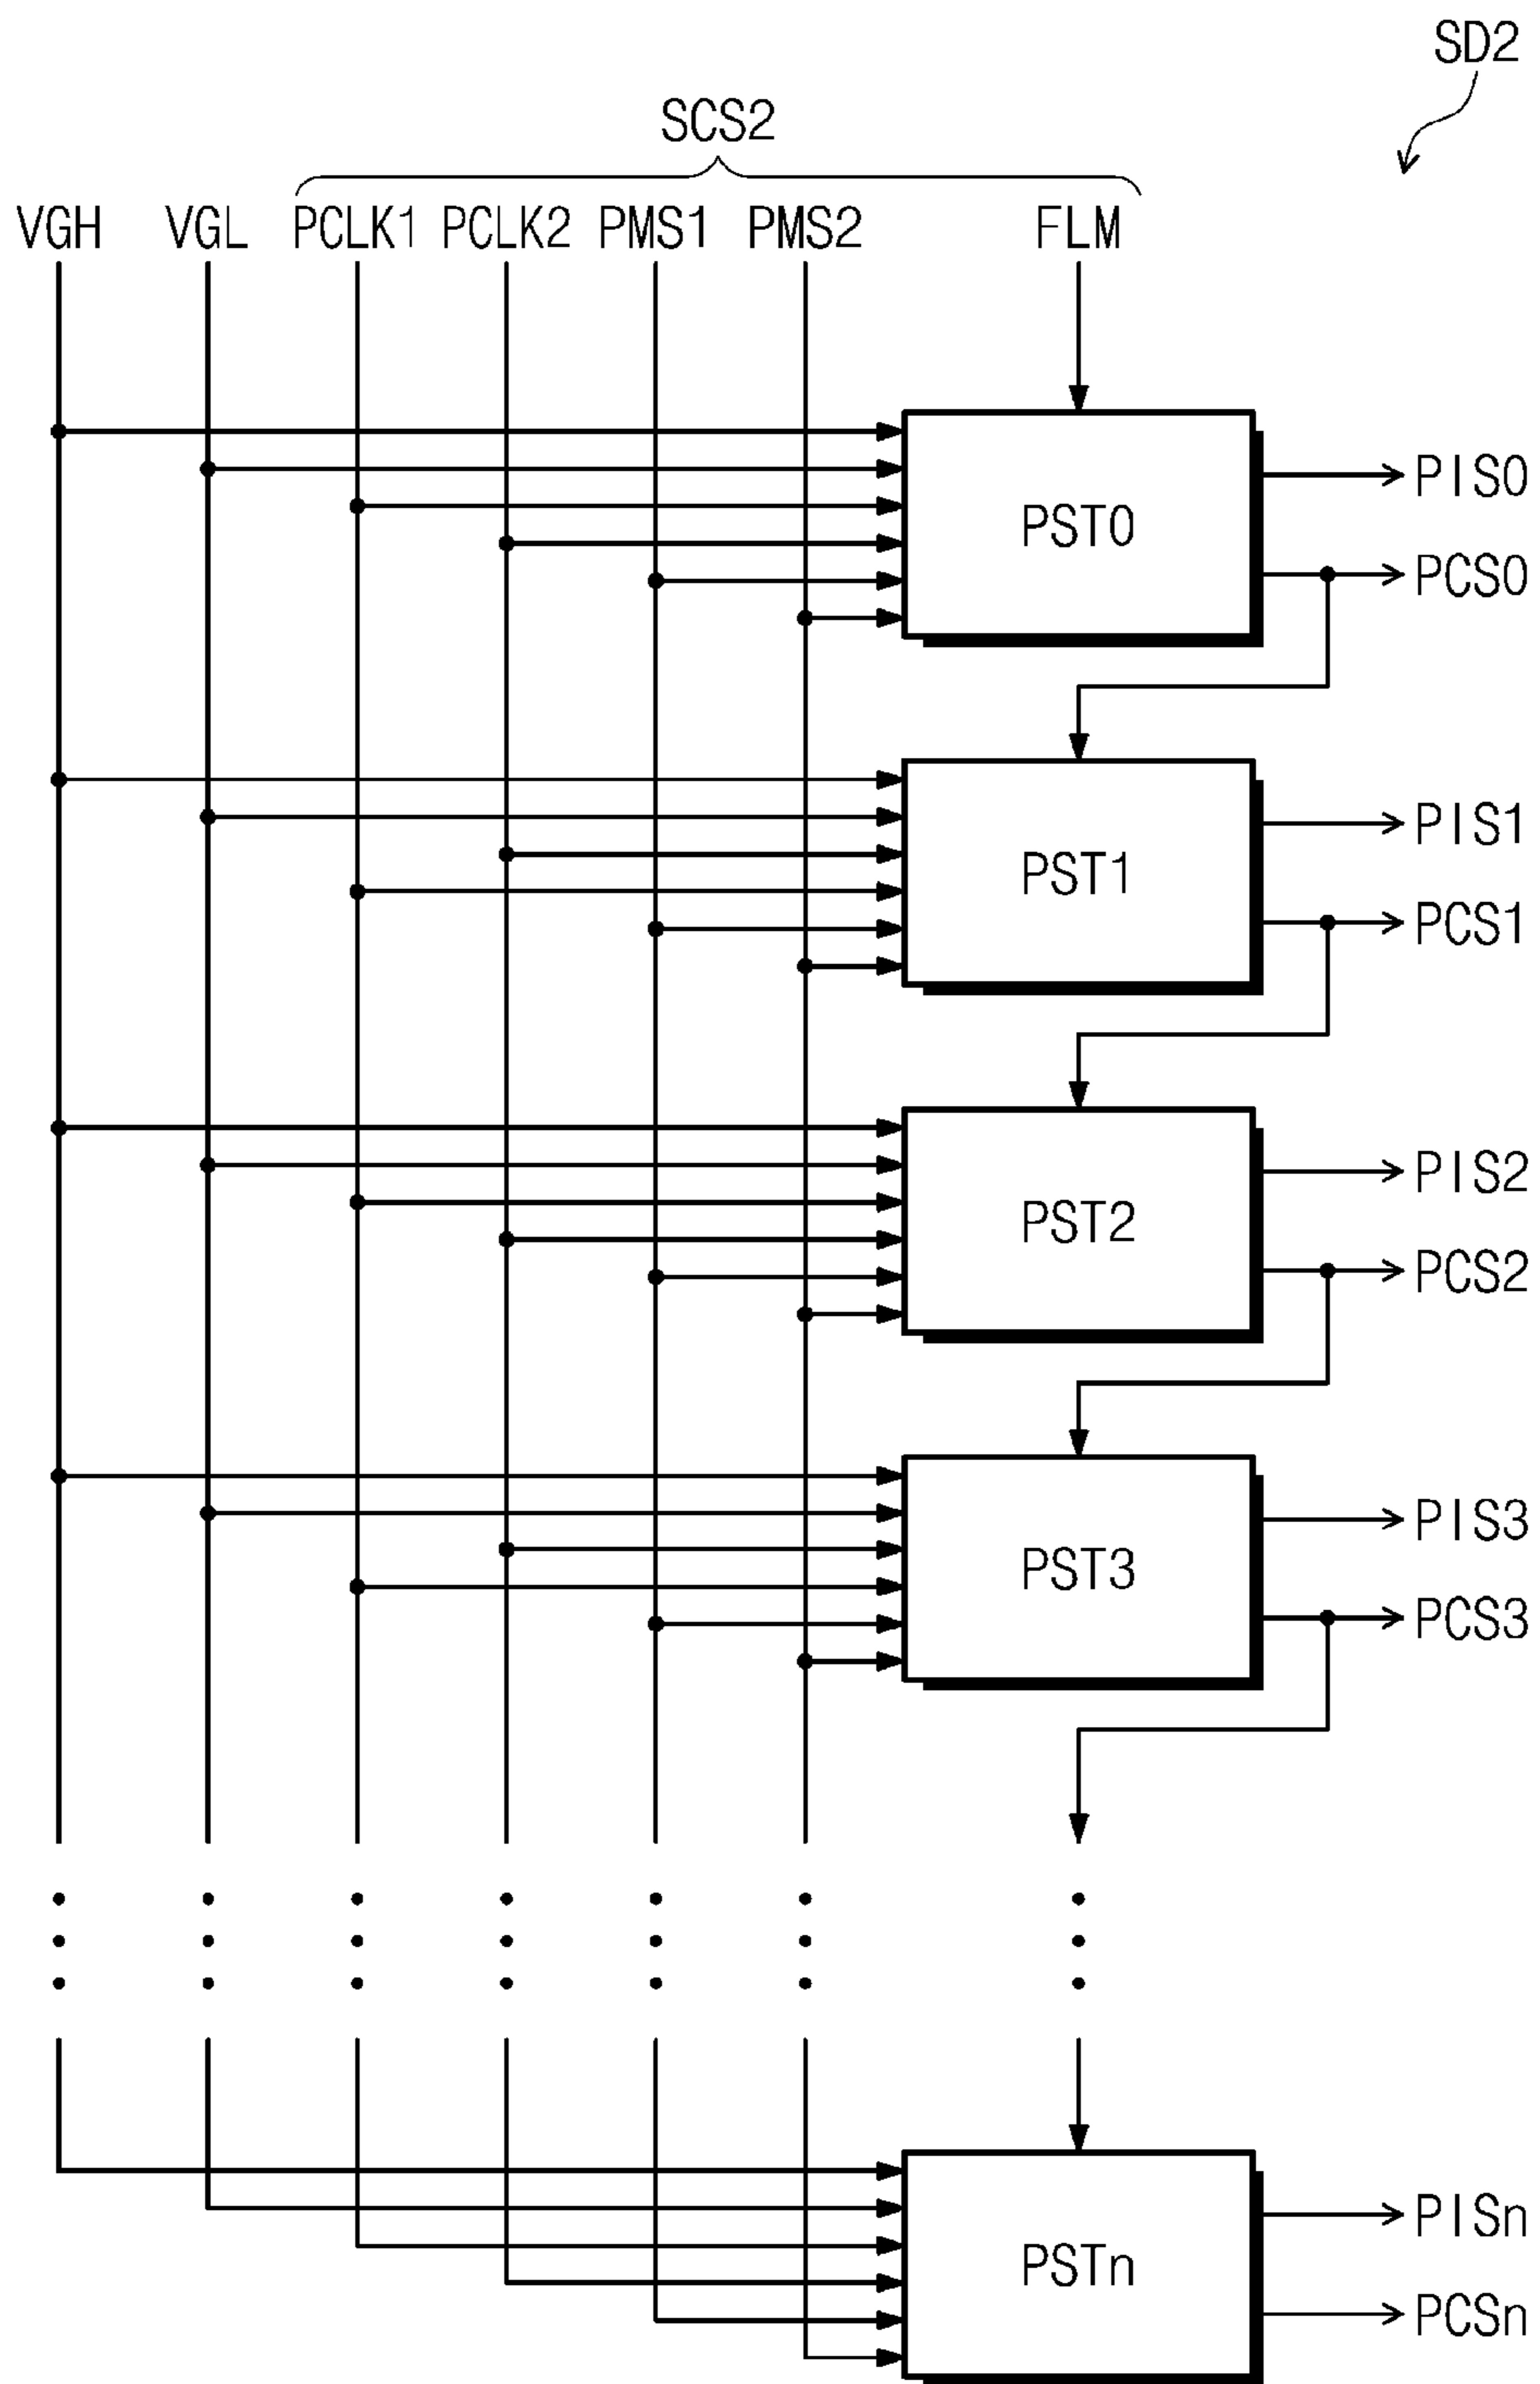 SD2
SCS2
VGH VGL PCLK1 PCLK2 PMS1 PMS2 FLM
PST0
PIS0
PCS0
PST1
PIS1
PCS1
PST2
PIS2
PCS2
PST3
PIS3
PCS3
PSTn
PISn
PCSn